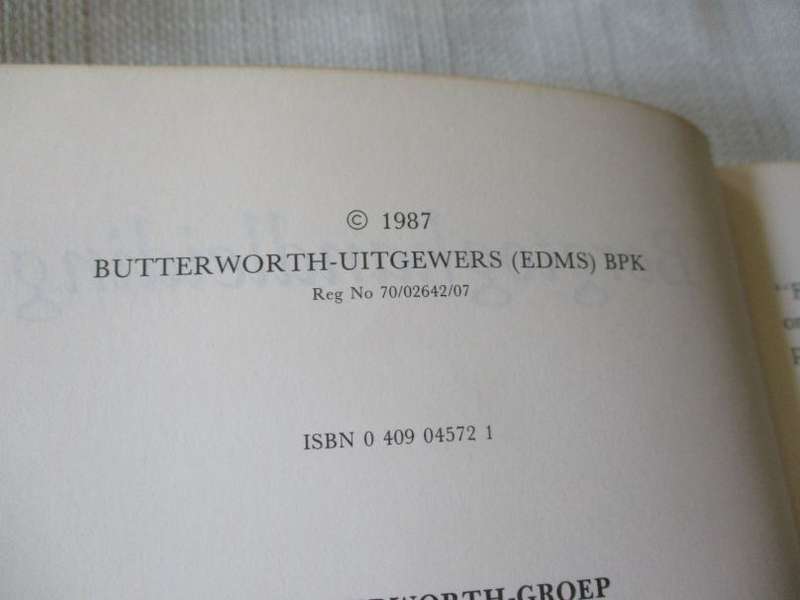 © 1987
BUTTERWORTH-UITGEWERS (EDMS) BPK
Reg No 70/02642/07
ISBN 0 409 04572 1